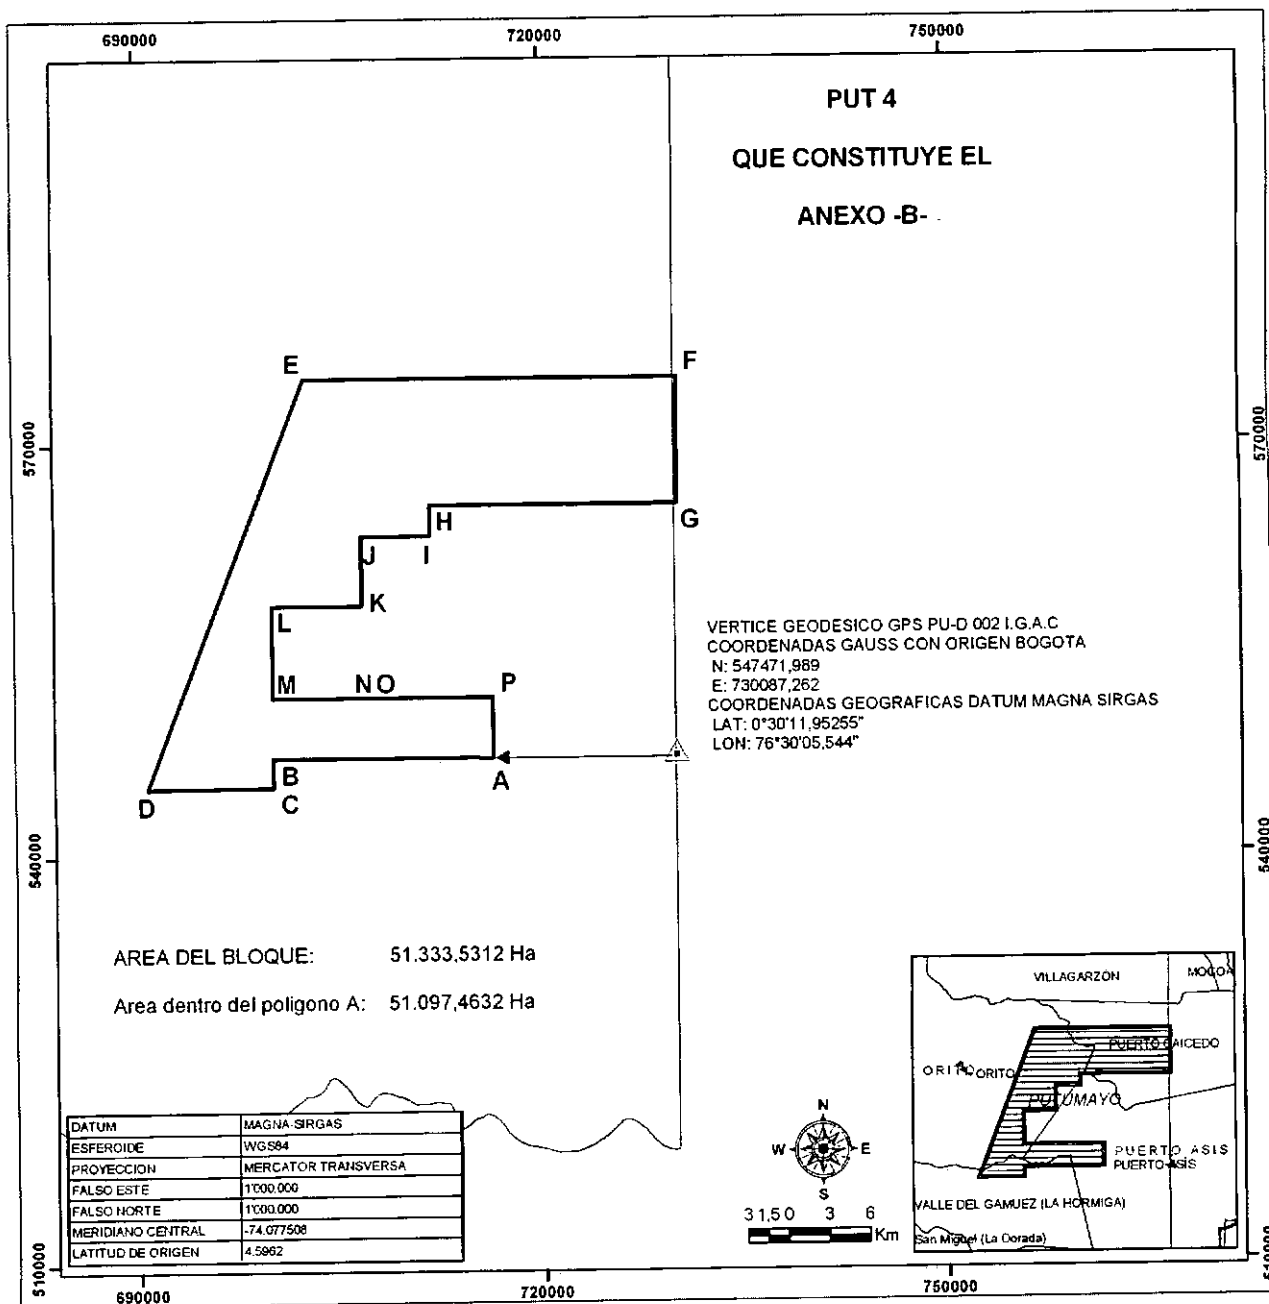 690000
720000
750000
PUT 4
QUE CONSTITUYE EL
ANEXO -B-
E
F
570000
570000
H
G
J
I
K
L
VERTICE GEODESICO GPS PU-D 002 I.G.A.C
COORDENADAS GAUSS CON ORIGEN BOGOTA
N: 547471,989
E: 730087,262
COORDENADAS GEOGRAFICAS DATUM MAGNA SIRGAS
LAT: 0°30'11,95255"
LON: 76°30'05,544"
M
N O
P
B
A
D
C
540000
540000
AREA DEL BLOQUE: 51.333,5312 Ha
Area dentro del poligono A: 51.097,4632 Ha
VILLAGARZON
MOCOA
PUERTO CAICEDO
ORITO
ORITO
PUTUMAYO
PUERTO ASIS
PUERTO ASIS
VALLE DEL GAMUEZ (LA HORMIGA)
San Miguel (La Dorada)
DATUM MAGNA-SIRGAS
ESFEROIDE WGS84
PROYECCION MERCATOR TRANSVERSA
FALSO ESTE 1'000.000
FALSO NORTE 1'000.000
MERIDIANO CENTRAL -74.077508
LATITUD DE ORIGEN 4.5962
N
W E
S
3 1,5 0 3 6
Km
510000
510000
690000
720000
750000